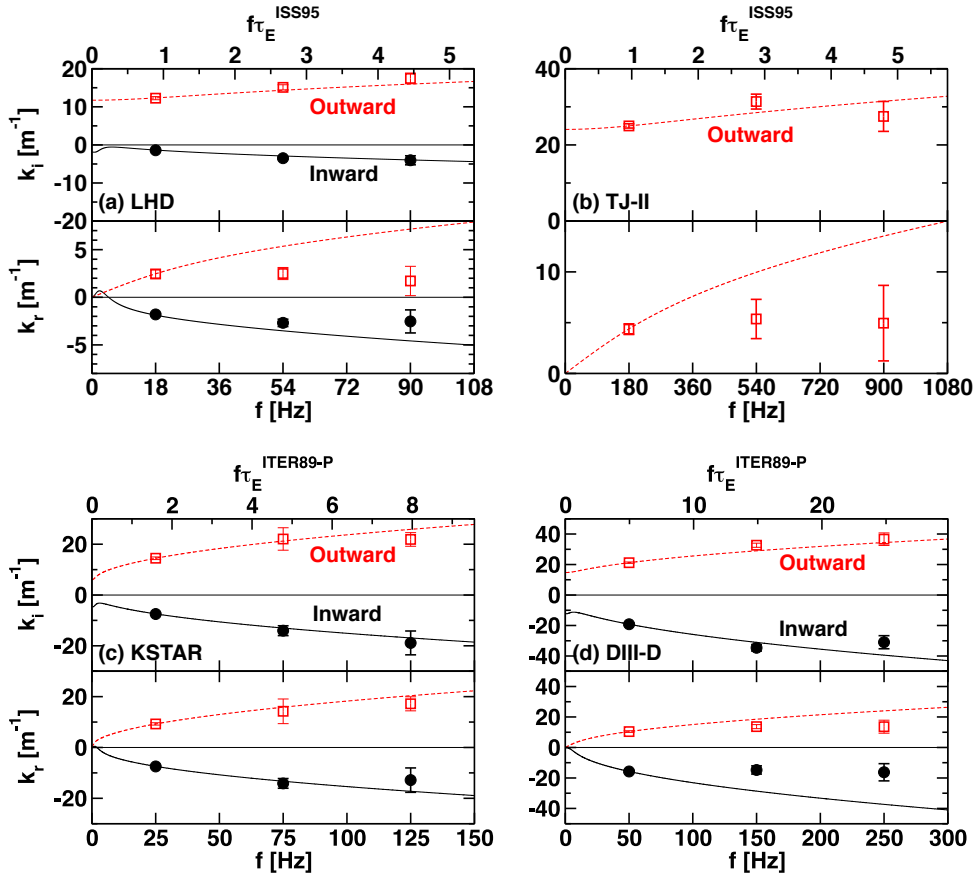 fτ_E^ISS95
0 1 2 3 4 5
20
10
0
-10
-20
k_i [m⁻¹]
Outward
Inward
(a) LHD
5
0
-5
k_r [m⁻¹]
0 18 36 54 72 90 108
f [Hz]
fτ_E^ISS95
0 1 2 3 4 5
40
20
0
Outward
(b) TJ-II
10
0
0 180 360 540 720 900 1080
f [Hz]
fτ_E^ITER89-P
0 2 4 6 8
20
0
-20
k_i [m⁻¹]
Outward
Inward
(c) KSTAR
20
0
-20
k_r [m⁻¹]
0 25 50 75 100 125 150
f [Hz]
fτ_E^ITER89-P
0 10 20
40
20
0
-20
-40
Outward
Inward
(d) DIII-D
40
20
0
-20
-40
0 50 100 150 200 250 300
f [Hz]